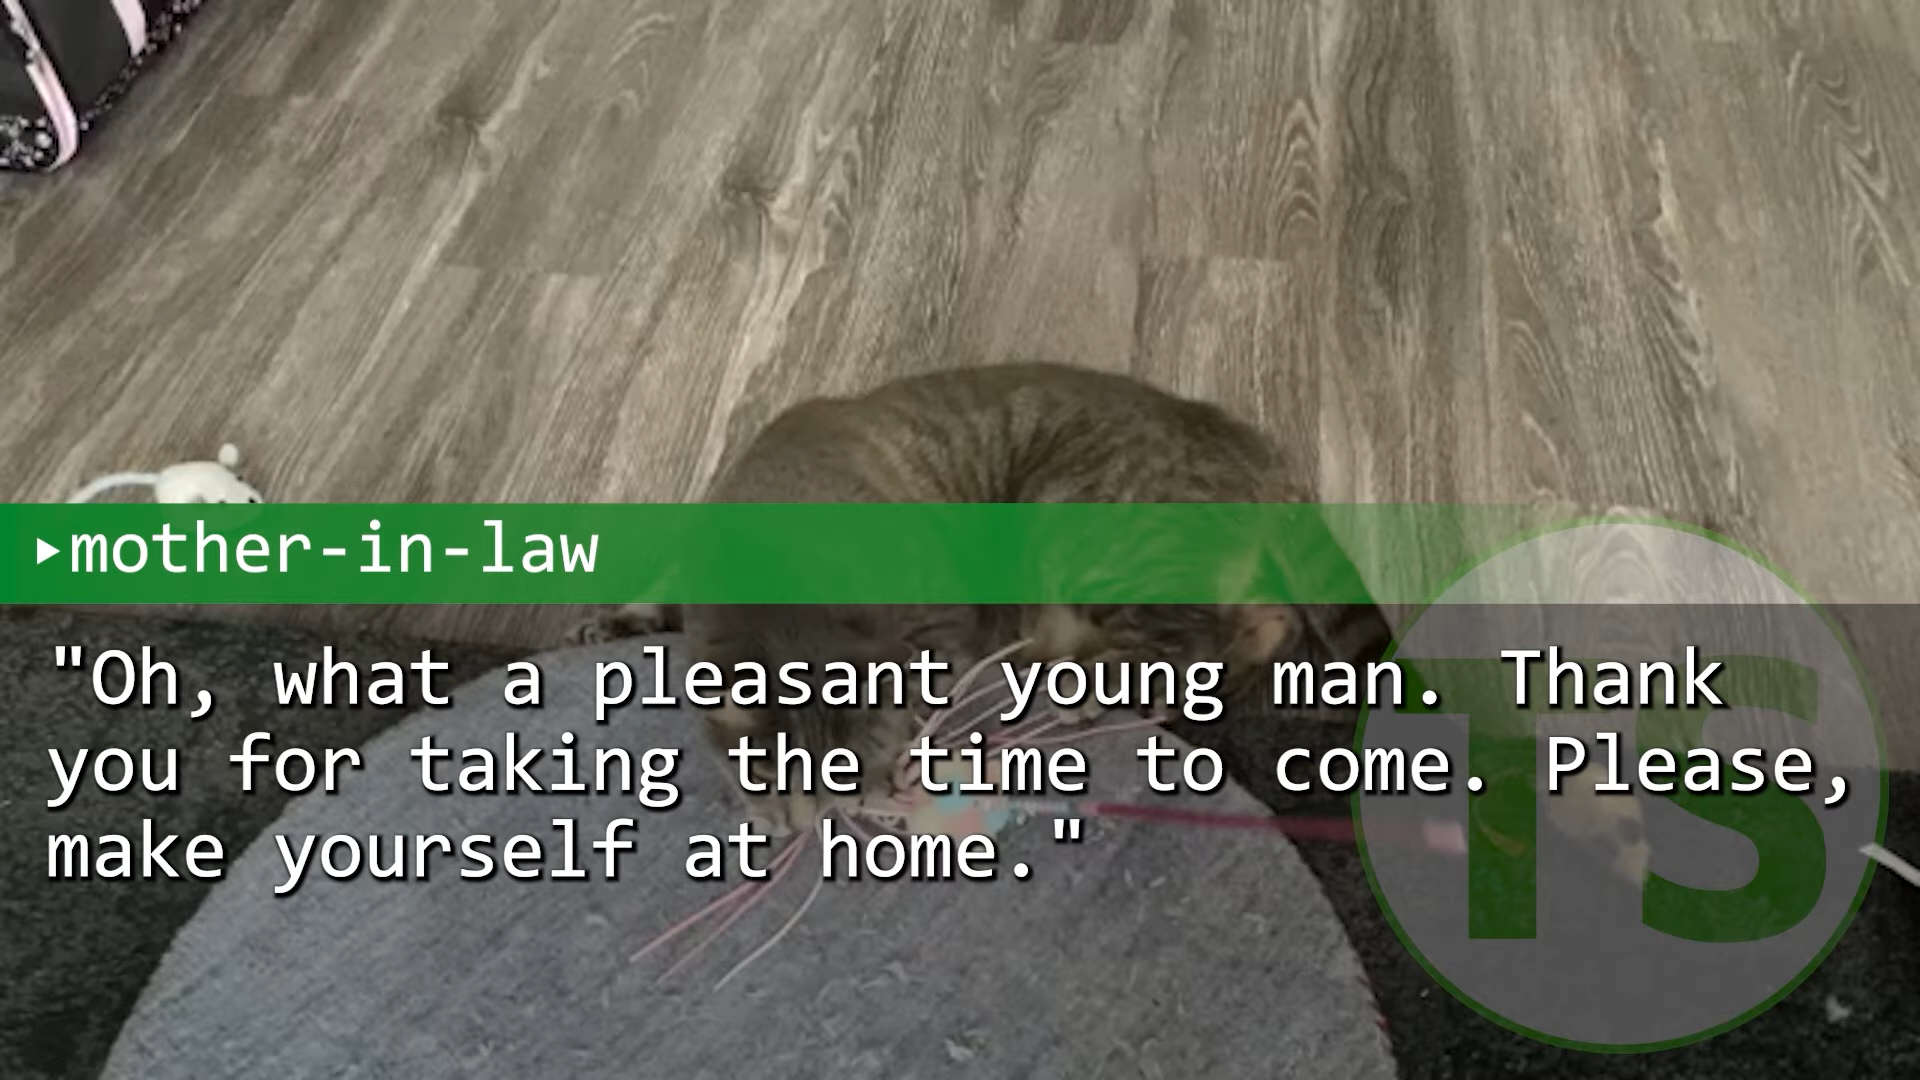 ▶mother-in-law
"Oh, what a pleasant young man. Thank
you for taking the time to come. Please,
make yourself at home."
TS